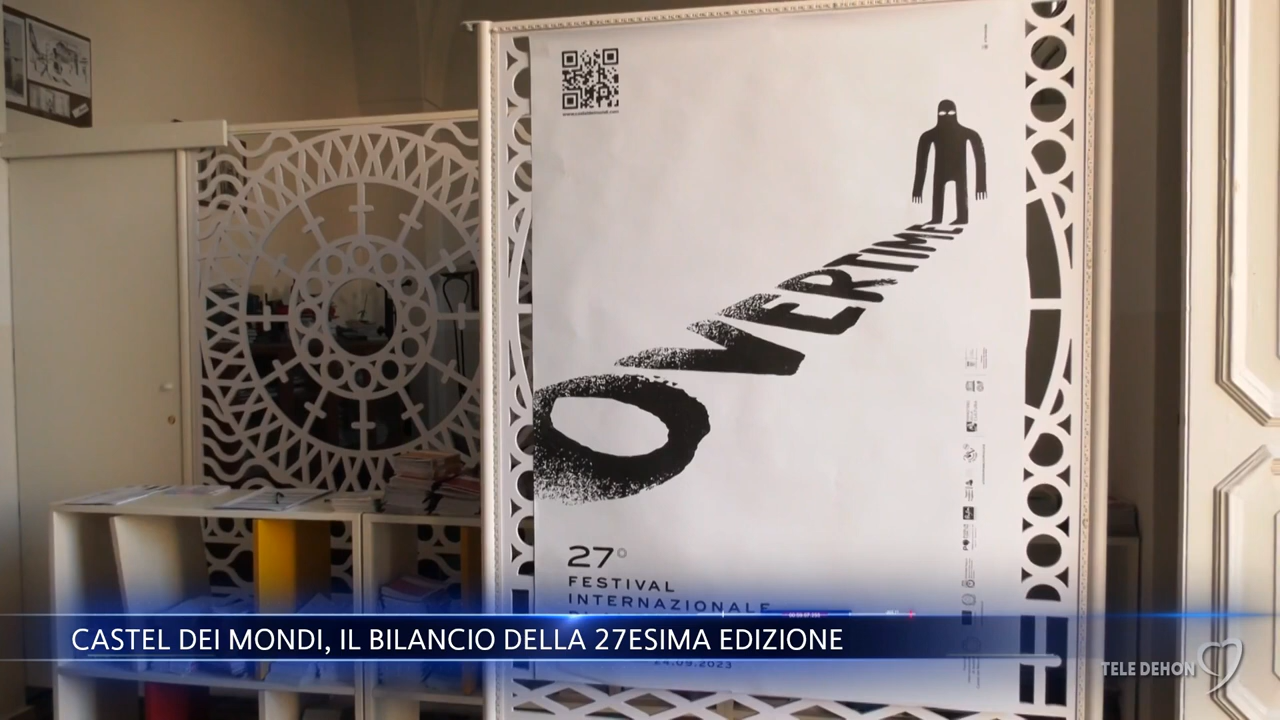 OVERTIME
27°
FESTIVAL
INTERNAZIONALE
24.09.2023
CASTEL DEI MONDI, IL BILANCIO DELLA 27ESIMA EDIZIONE
TELE DEHON